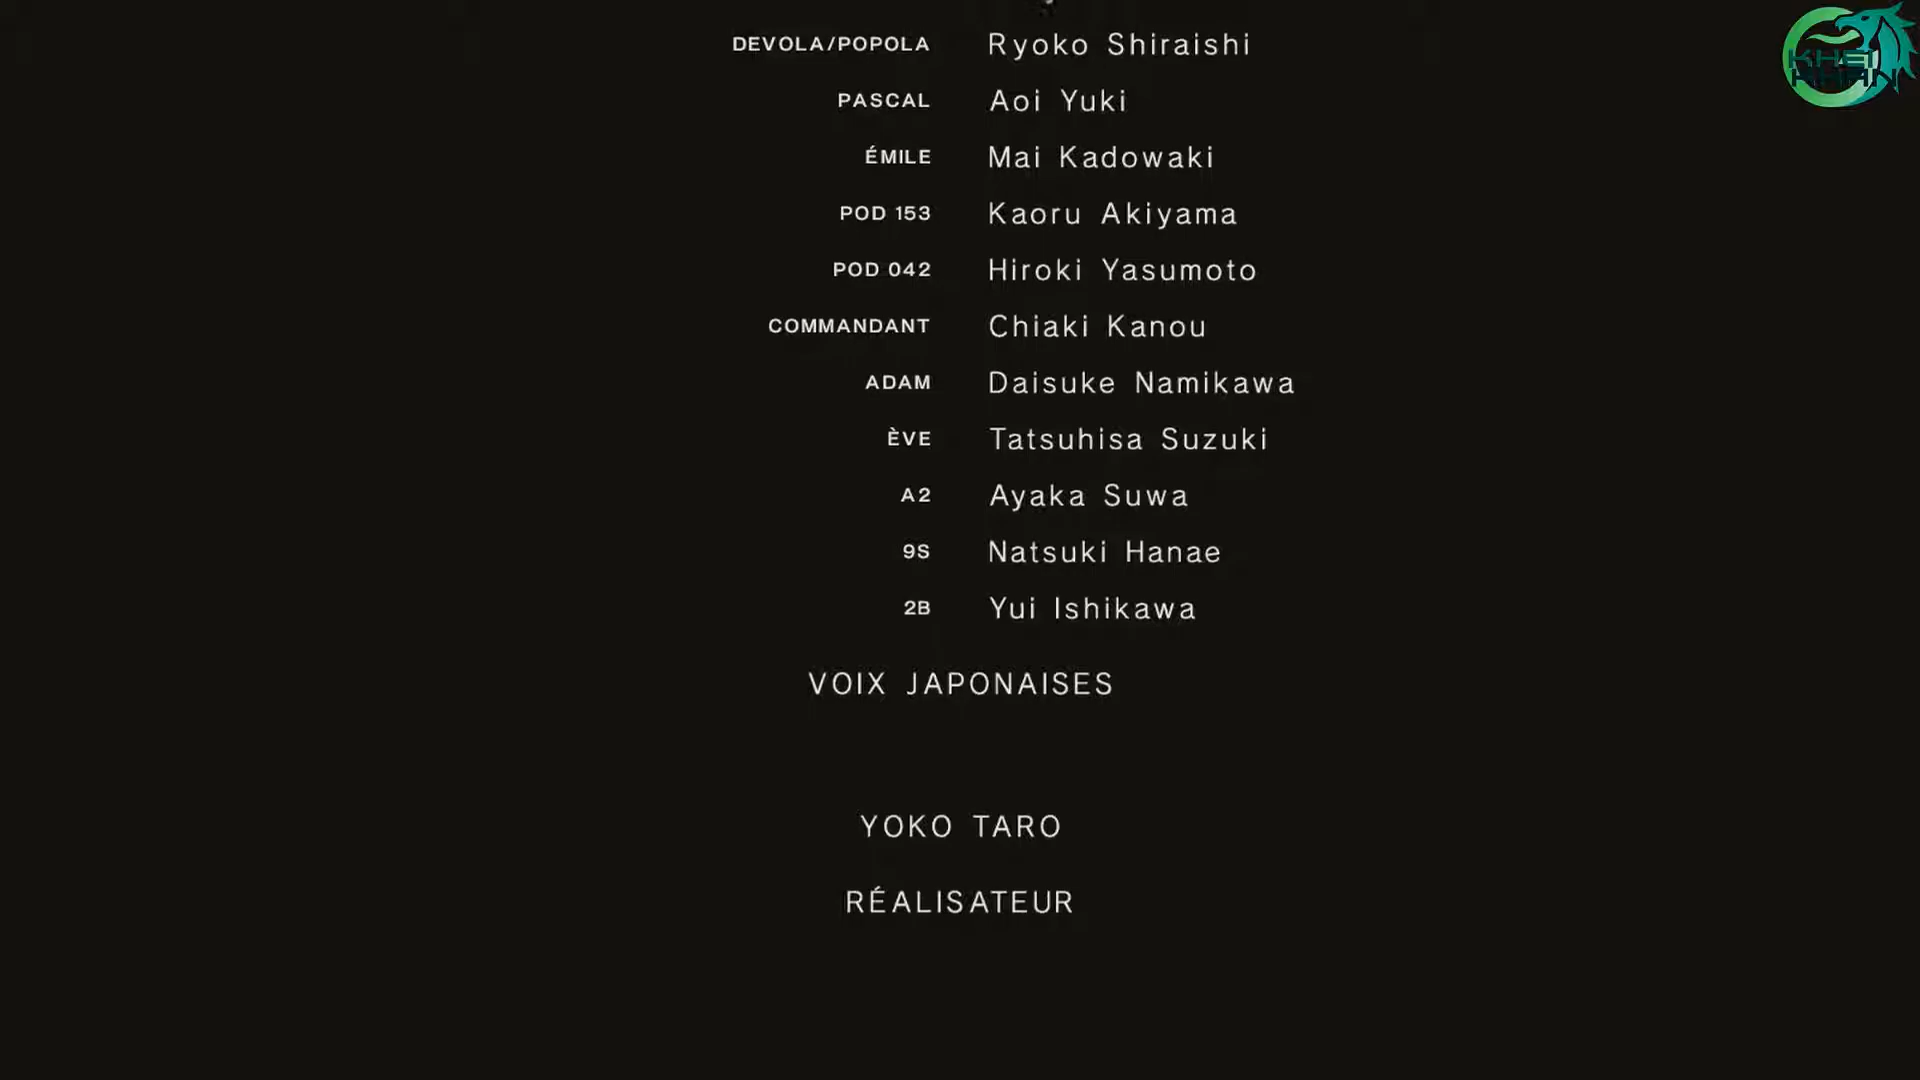 DEVOLA/POPOLA Ryoko Shiraishi
PASCAL Aoi Yuki
ÉMILE Mai Kadowaki
POD 153 Kaoru Akiyama
POD 042 Hiroki Yasumoto
COMMANDANT Chiaki Kanou
ADAM Daisuke Namikawa
ÈVE Tatsuhisa Suzuki
A2 Ayaka Suwa
9S Natsuki Hanae
2B Yui Ishikawa
VOIX JAPONAISES
YOKO TARO
RÉALISATEUR